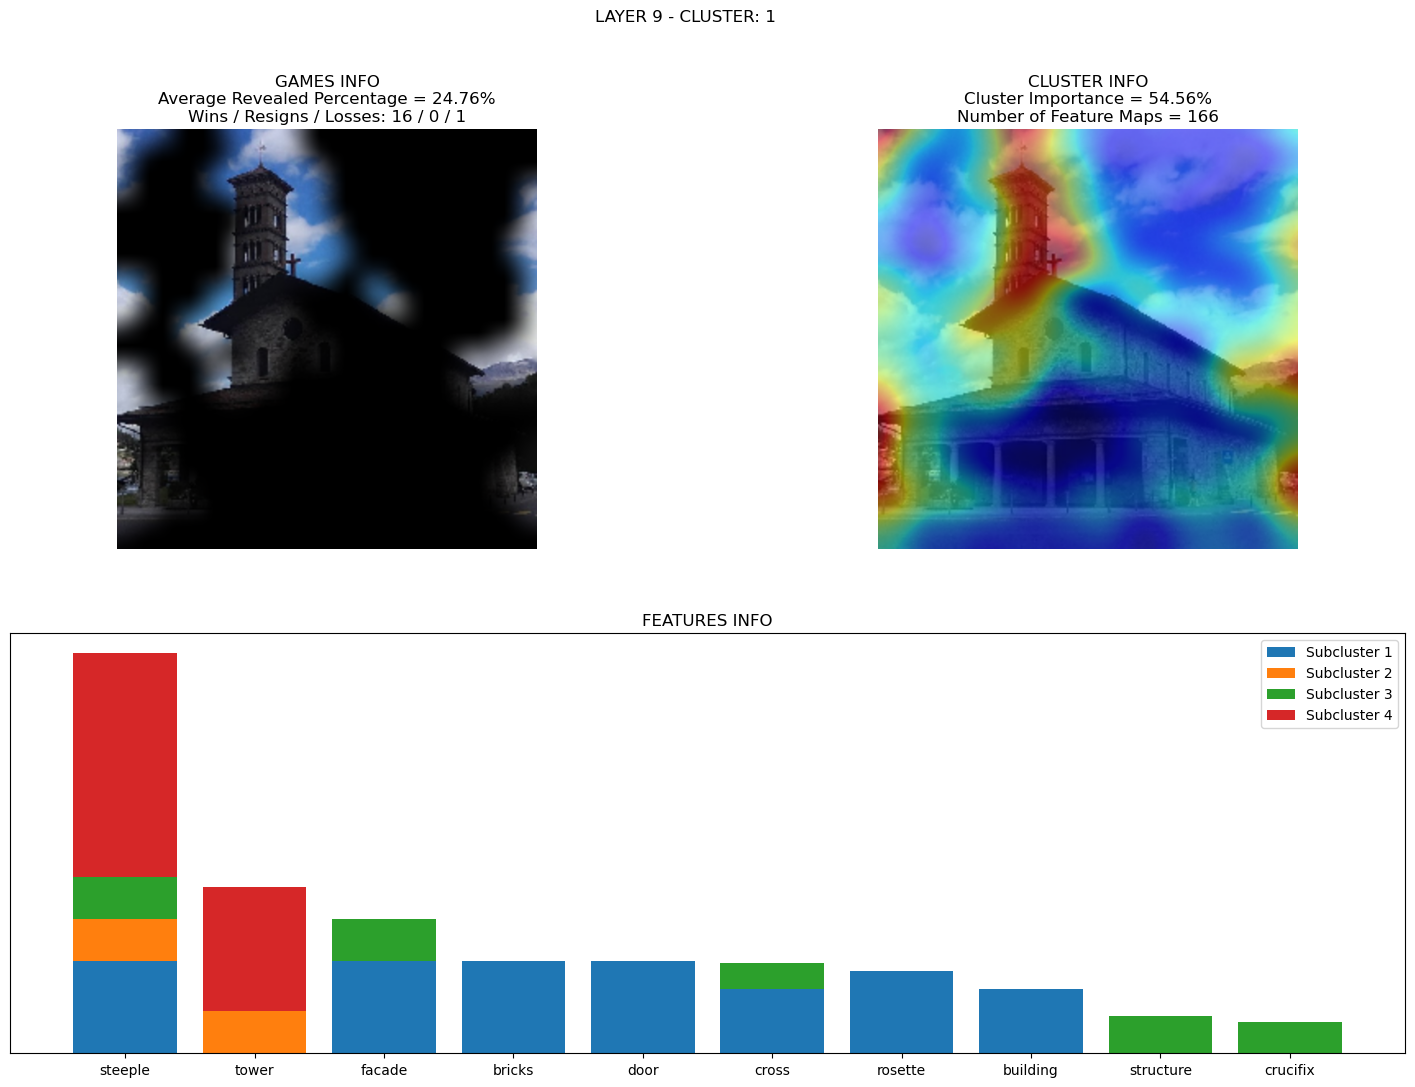 LAYER 9 - CLUSTER: 1
GAMES INFO
Average Revealed Percentage = 24.76%
Wins / Resigns / Losses: 16 / 0 / 1
CLUSTER INFO
Cluster Importance = 54.56%
Number of Feature Maps = 166
FEATURES INFO
Subcluster 1
Subcluster 2
Subcluster 3
Subcluster 4
steeple tower facade bricks door cross rosette building structure crucifix